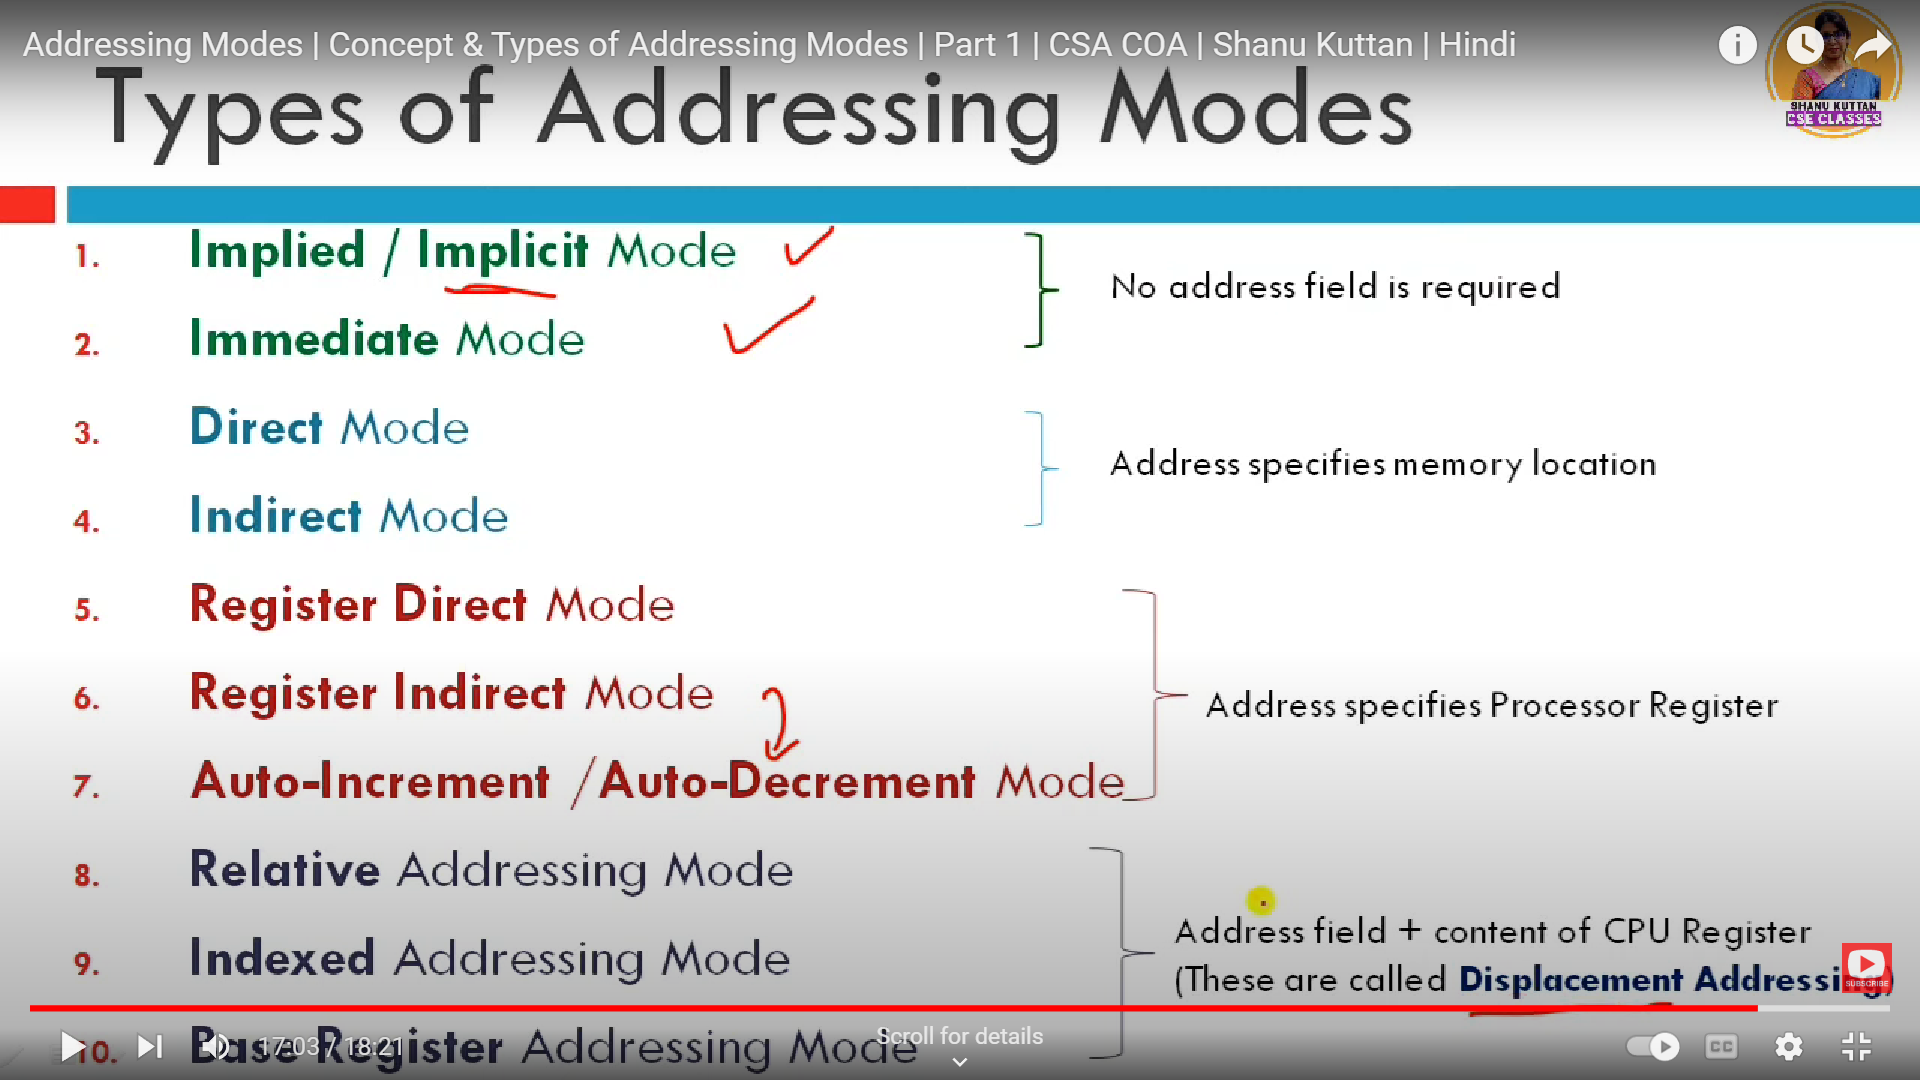 Addressing Modes | Concept & Types of Addressing Modes | Part 1 | CSA COA | Shanu Kuttan | Hindi
SHANU KUTTAN
CSE CLASSES
Types of Addressing Modes
1. Implied / Implicit Mode
No address field is required
2. Immediate Mode
3. Direct Mode
Address specifies memory location
4. Indirect Mode
5. Register Direct Mode
6. Register Indirect Mode
Address specifies Processor Register
7. Auto-Increment /Auto-Decrement Mode
8. Relative Addressing Mode
Address field + content of CPU Register
9. Indexed Addressing Mode
(These are called Displacement Addressing)
SUBSCRIBE
10. Base Register Addressing Mode
17:03 / 18:21
Scroll for details
CC